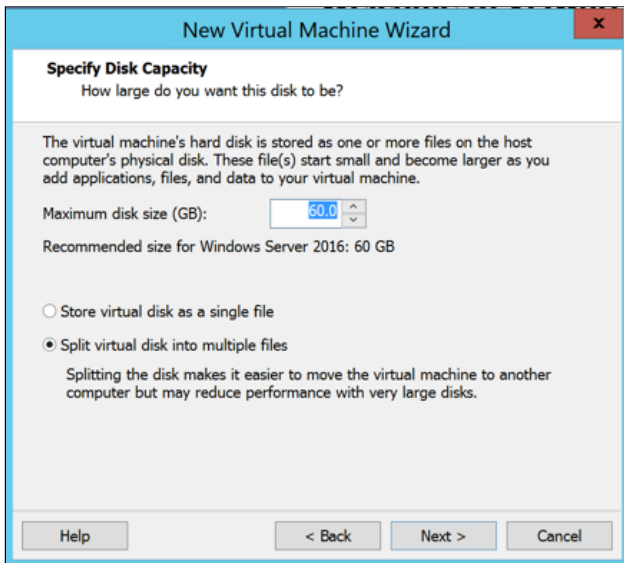 New Virtual Machine Wizard
x
Specify Disk Capacity
How large do you want this disk to be?
The virtual machine's hard disk is stored as one or more files on the host
computer's physical disk. These file(s) start small and become larger as you
add applications, files, and data to your virtual machine.
Maximum disk size (GB): 60.0
Recommended size for Windows Server 2016: 60 GB
Store virtual disk as a single file
Split virtual disk into multiple files
Splitting the disk makes it easier to move the virtual machine to another
computer but may reduce performance with very large disks.
Help < Back Next > Cancel